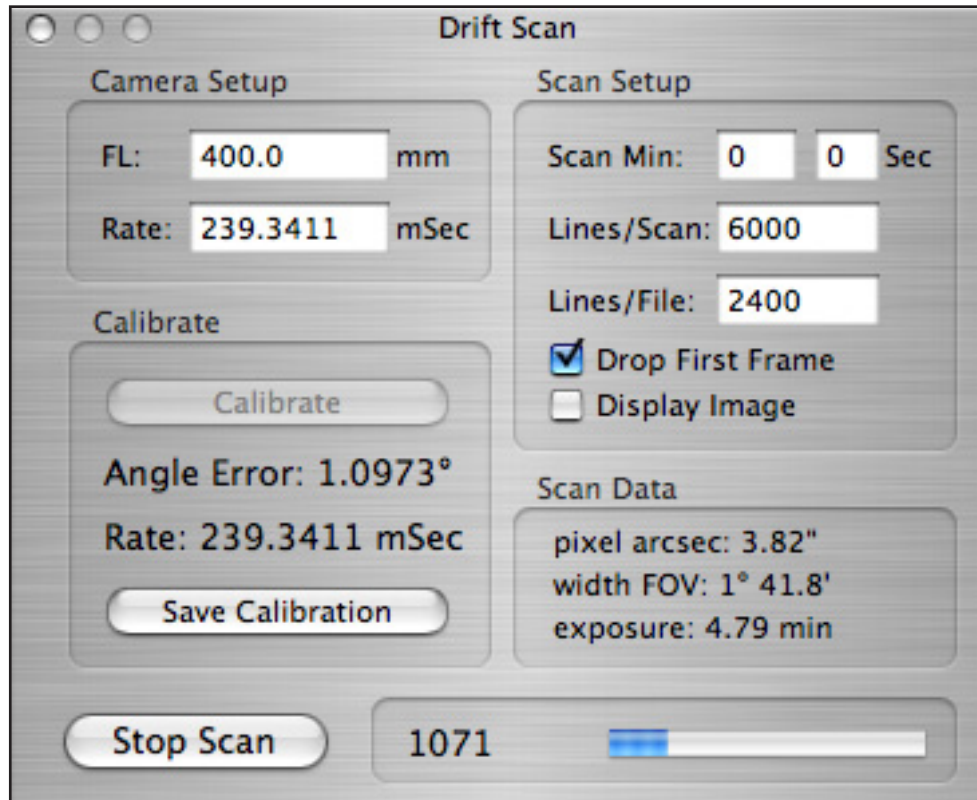 Drift Scan
Camera Setup
FL: 400.0 mm
Rate: 239.3411 mSec
Calibrate
Calibrate
Angle Error: 1.0973°
Rate: 239.3411 mSec
Save Calibration
Scan Setup
Scan Min: 0 0 Sec
Lines/Scan: 6000
Lines/File: 2400
Drop First Frame
Display Image
Scan Data
pixel arcsec: 3.82"
width FOV: 1° 41.8'
exposure: 4.79 min
Stop Scan
1071